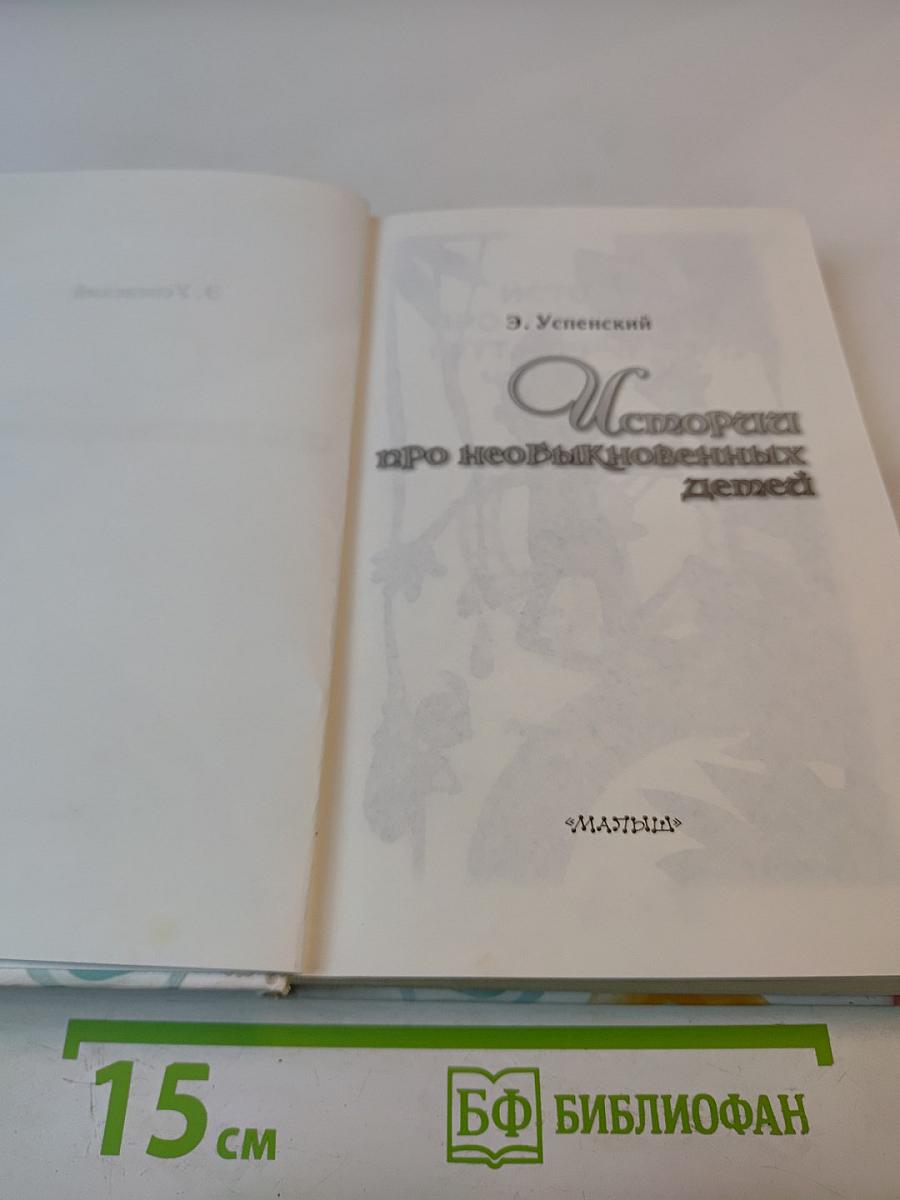 Э. Успенский
Истории
про необыкновенных
детей
«МАЛЫШ»
15 см
БФ БИБЛИОФАН